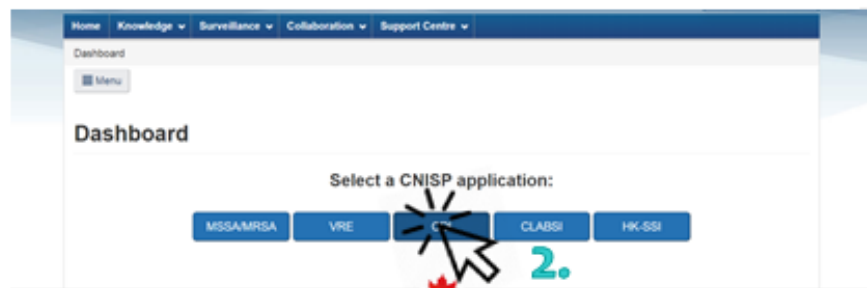 Home Knowledge Surveillance Collaboration Support Centre
Dashboard
Menu
Dashboard
Select a CNISP application:
MSSA/MRSA VRE CLABSI HK-SSI
2.